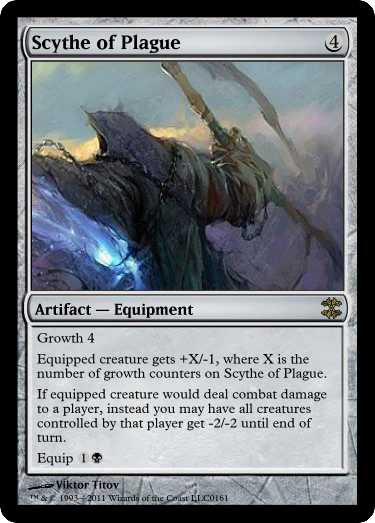 Scythe of Plague 4
Artifact — Equipment
Growth 4
Equipped creature gets +X/-1, where X is the
number of growth counters on Scythe of Plague.
If equipped creature would deal combat damage
to a player, instead you may have all creatures
controlled by that player get -2/-2 until end of
turn.
Equip 1
Viktor Titov
™ & © 1993–2011 Wizards of the Coast LLC 0161